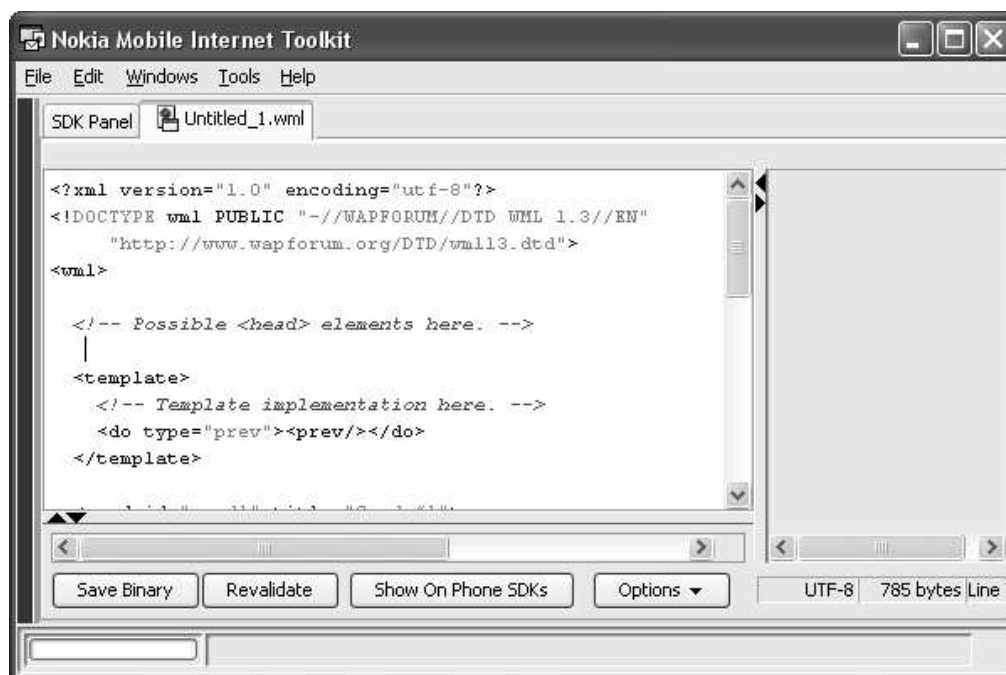 Nokia Mobile Internet Toolkit
File Edit Windows Tools Help
SDK Panel Untitled_1.wml
<?xml version="1.0" encoding="utf-8"?>
<!DOCTYPE wml PUBLIC "-//WAPFORUM//DTD WML 1.3//EN"
"http://www.wapforum.org/DTD/wml13.dtd">
<wml>
<!-- Possible <head> elements here. -->
<template>
<!-- Template implementation here. -->
<do type="prev"><prev/></do>
</template>
Save Binary Revalidate Show On Phone SDKs Options UTF-8 785 bytes Line